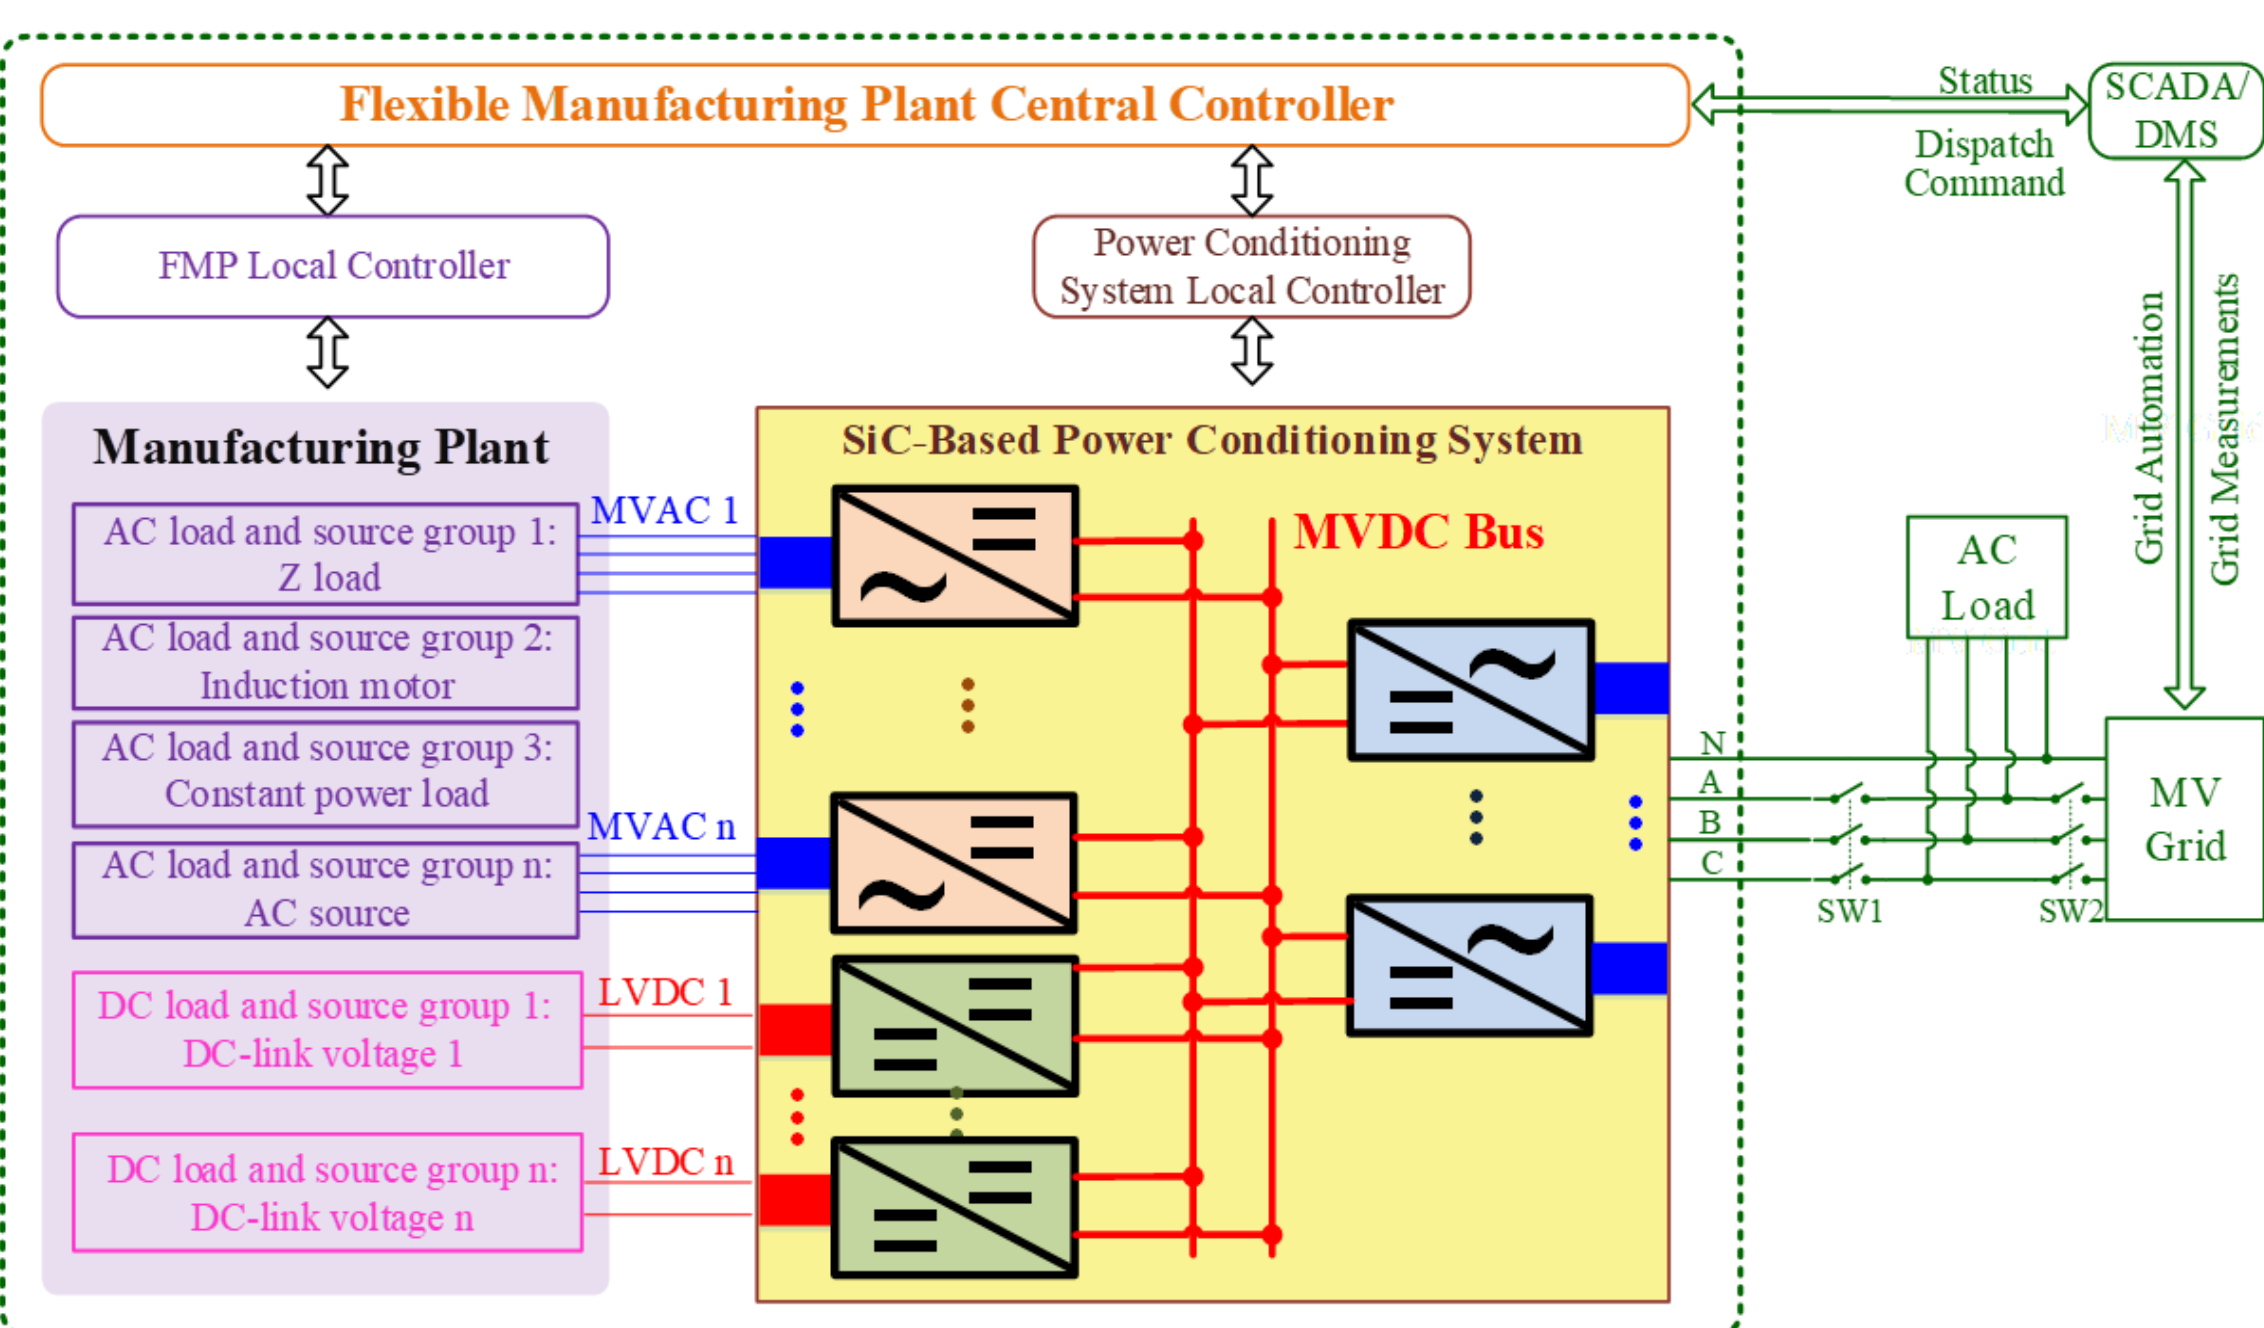 Flexible Manufacturing Plant Central Controller
Status
Dispatch
Command
SCADA/
DMS
FMP Local Controller
Power Conditioning
System Local Controller
Grid Automation
Grid Measurements
Manufacturing Plant
AC load and source group 1:
Z load
AC load and source group 2:
Induction motor
AC load and source group 3:
Constant power load
AC load and source group n:
AC source
DC load and source group 1:
DC-link voltage 1
DC load and source group n:
DC-link voltage n
MVAC 1
MVAC n
LVDC 1
LVDC n
SiC-Based Power Conditioning System
MVDC Bus
AC
Load
N
A
B
C
SW1
SW2
MV
Grid